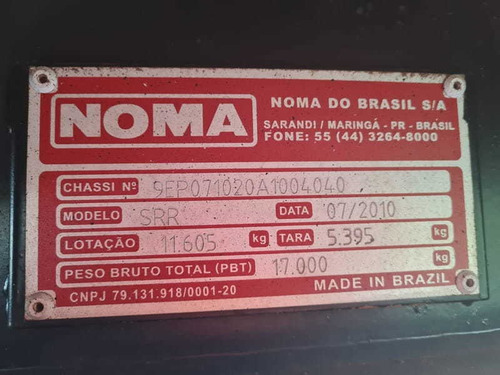 NOMA
NOMA DO BRASIL S/A
SARANDI / MARINGÁ - PR - BRASIL
FONE: 55 (44) 3264-8000
CHASSI Nº 9EP071020A1004040
MODELO SRR DATA 07/2010
LOTAÇÃO 11.605 kg TARA 5.395 kg
PESO BRUTO TOTAL (PBT) 17.000 kg
CNPJ 79.131.918/0001-20 MADE IN BRAZIL